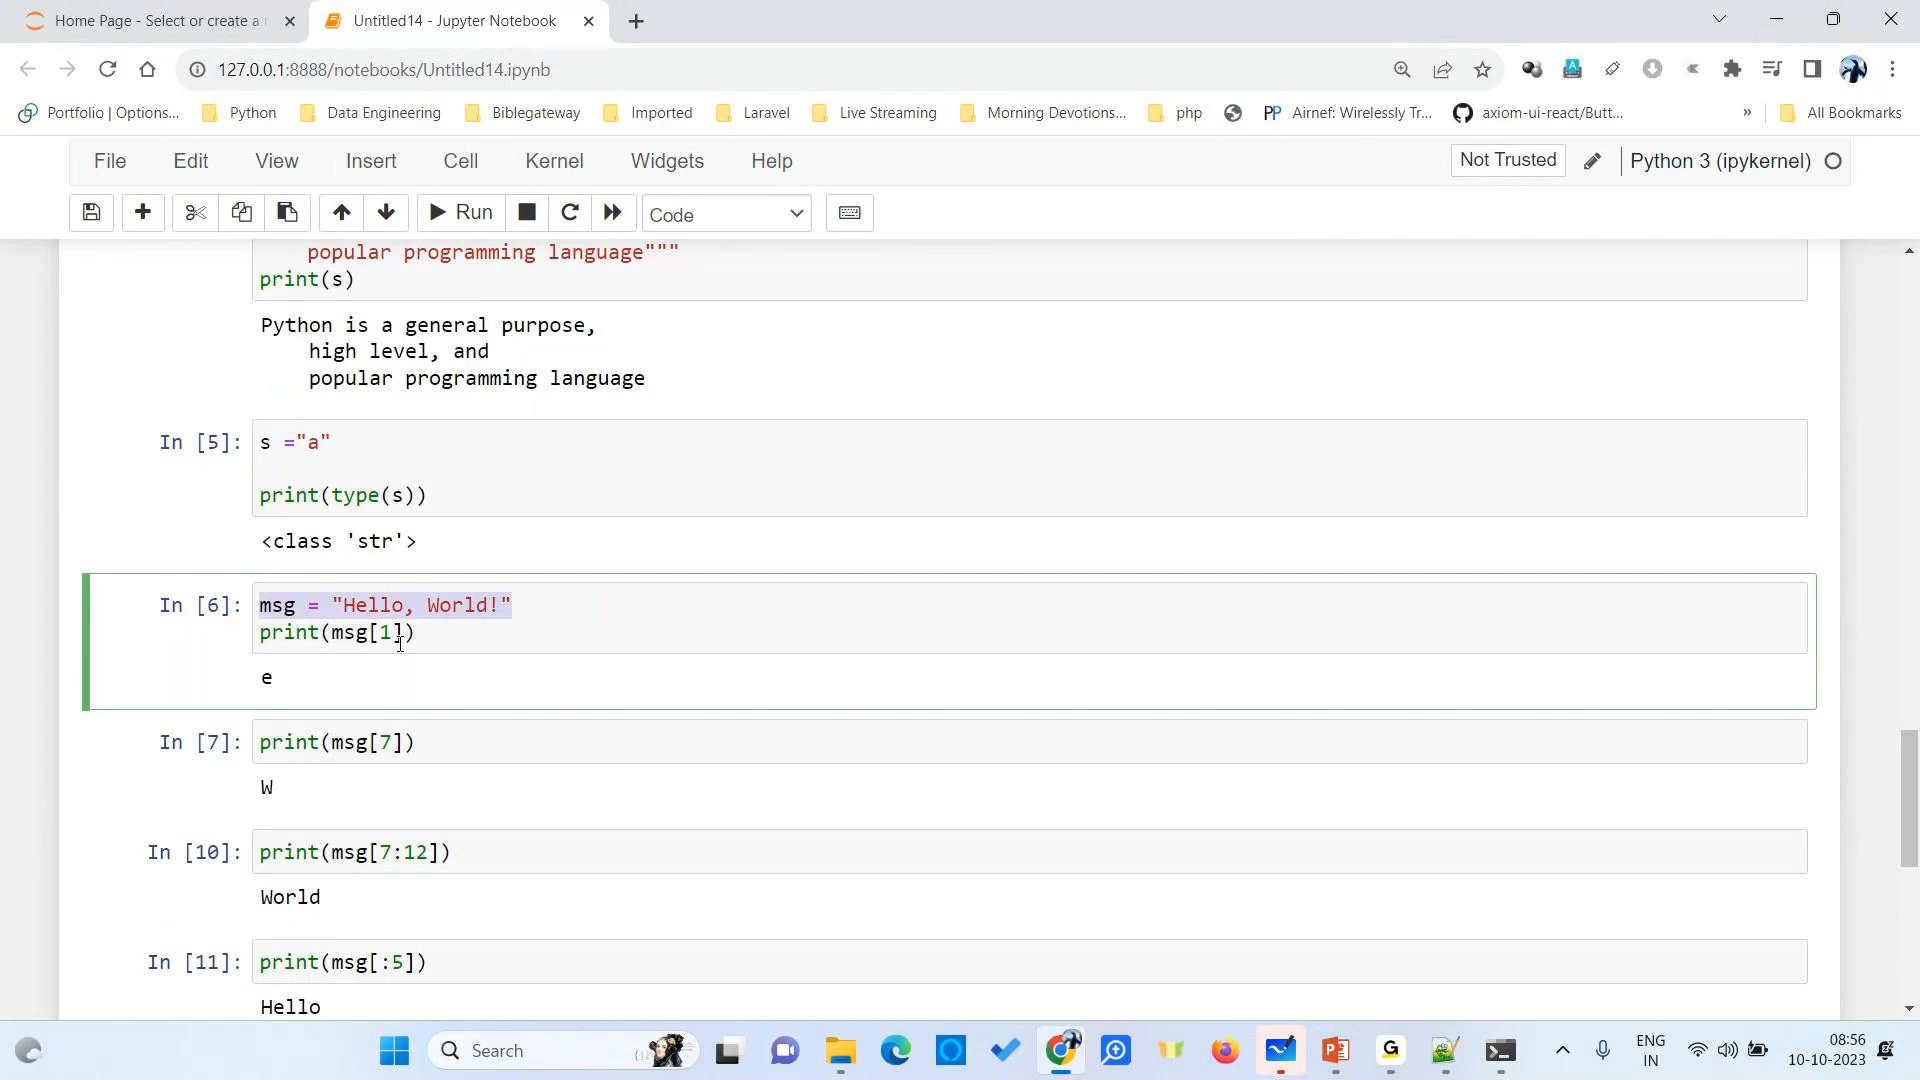 Home Page - Select or create a
Untitled14 - Jupyter Notebook
127.0.0.1:8888/notebooks/Untitled14.ipynb
Portfolio | Options...
Python
Data Engineering
Biblegateway
Imported
Laravel
Live Streaming
Morning Devotions...
php
PP
Airnef: Wirelessly Tr...
axiom-ui-react/Butt...
»
All Bookmarks
File Edit View Insert Cell Kernel Widgets Help
Not Trusted
Python 3 (ipykernel)
Run
Code
popular programming language"""
print(s)
Python is a general purpose,
high level, and
popular programming language
In [5]: s ="a"
print(type(s))
<class 'str'>
In [6]: msg = "Hello, World!"
print(msg[1])
e
In [7]: print(msg[7])
W
In [10]: print(msg[7:12])
World
In [11]: print(msg[:5])
Hello
Search
ENG
IN
08:56
10-10-2023